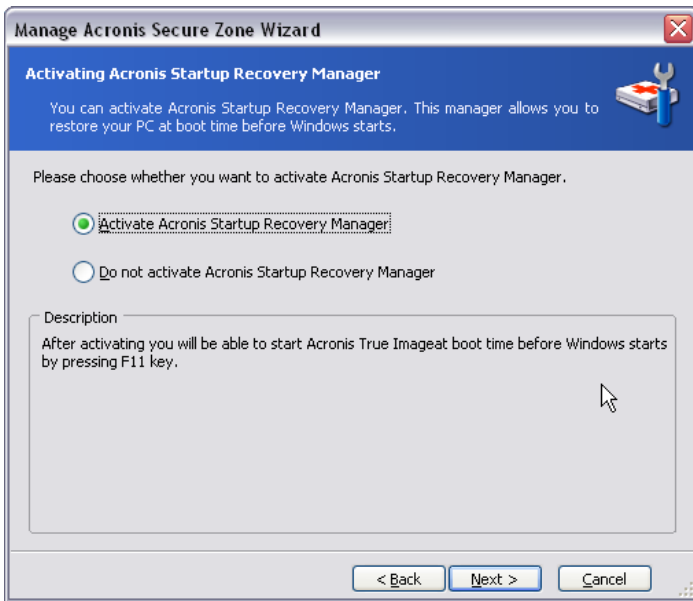 Manage Acronis Secure Zone Wizard
Activating Acronis Startup Recovery Manager
You can activate Acronis Startup Recovery Manager. This manager allows you to
restore your PC at boot time before Windows starts.
Please choose whether you want to activate Acronis Startup Recovery Manager.
Activate Acronis Startup Recovery Manager
Do not activate Acronis Startup Recovery Manager
Description
After activating you will be able to start Acronis True Imageat boot time before Windows starts
by pressing F11 key.
< Back
Next >
Cancel